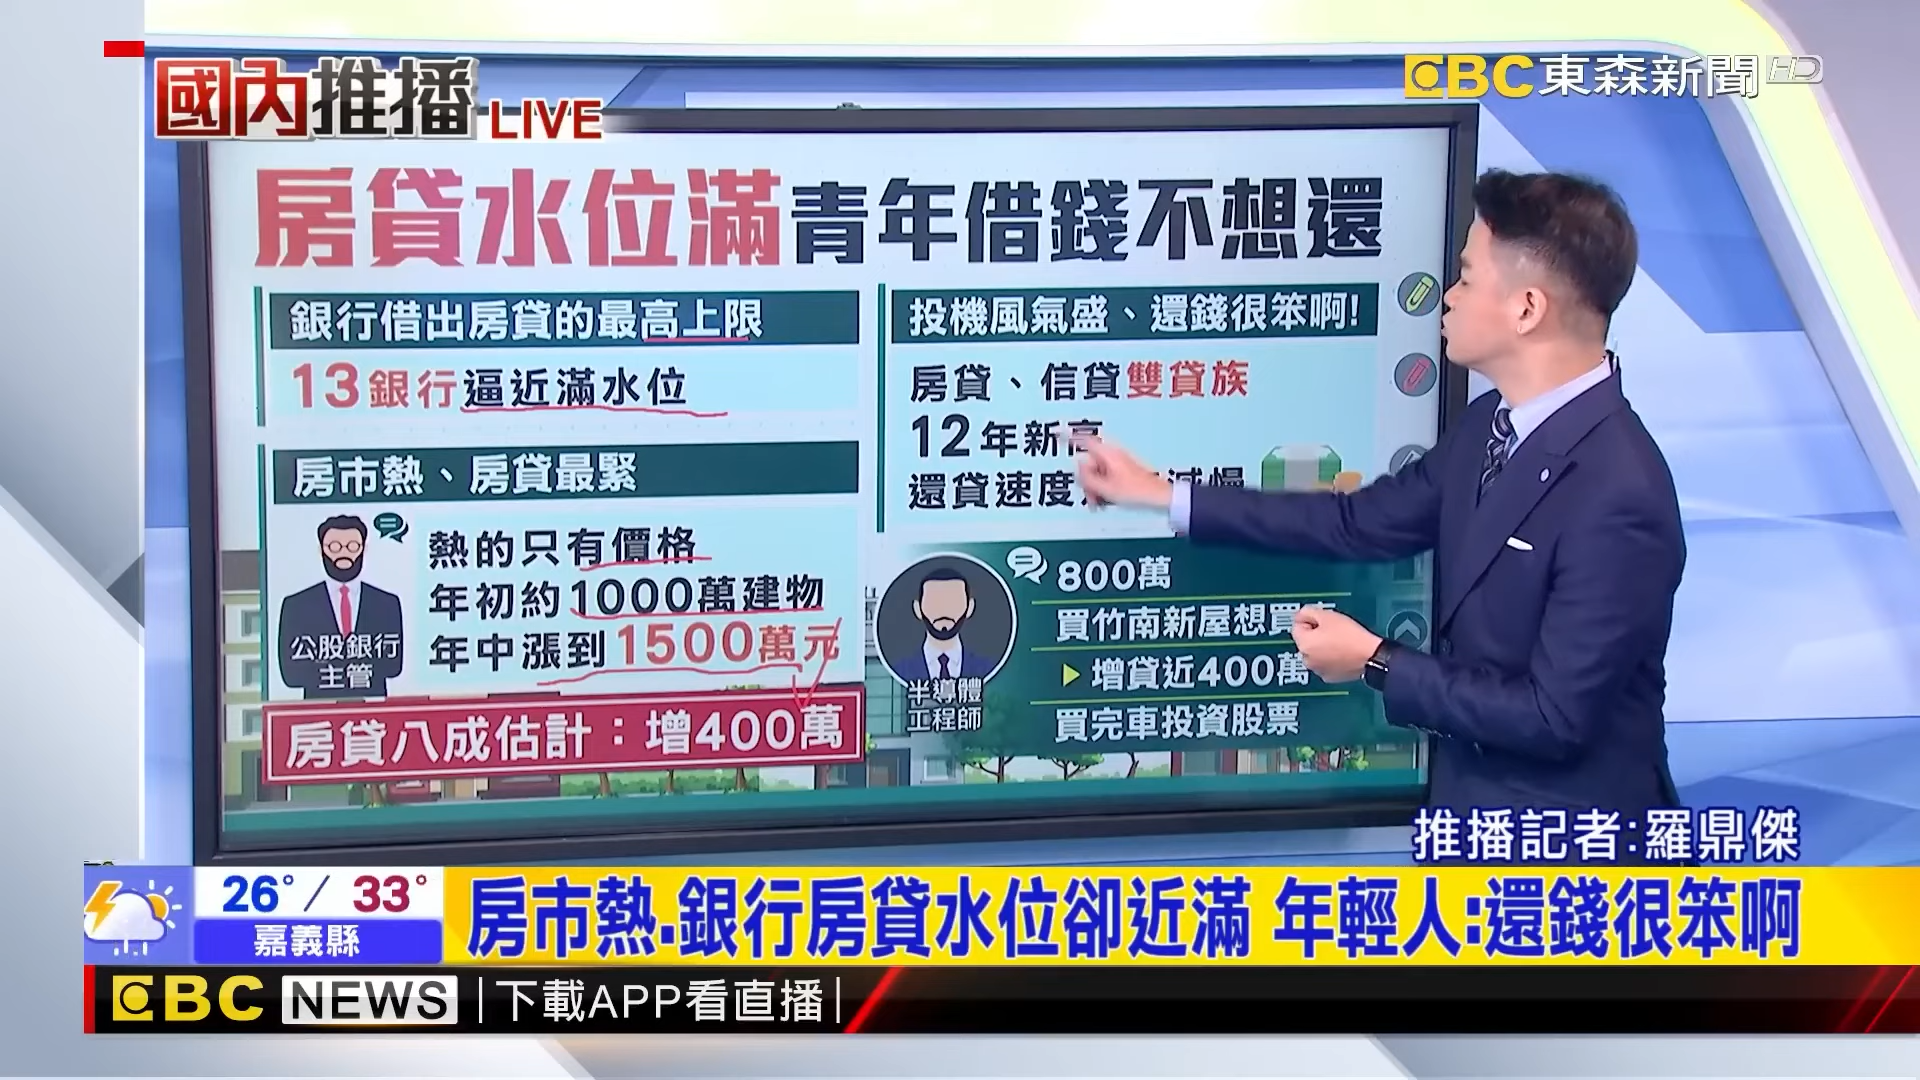 國內推播 LIVE
EBC東森新聞 HD
房貸水位滿 青年借錢不想還
銀行借出房貸的最高上限
13銀行逼近滿水位
房市熱、房貸最緊
熱的只有價格
年初約1000萬建物
年中漲到1500萬元
公股銀行
主管
房貸八成估計：增400萬
投機風氣盛、還錢很笨啊!
房貸、信貸雙貸族
12年新高
還貸速度
減慢
800萬
買竹南新屋想買
增貸近400萬
買完車投資股票
半導體
工程師
推播記者:羅鼎傑
26°/33°
嘉義縣
房市熱.銀行房貸水位卻近滿 年輕人:還錢很笨啊
EBC NEWS |下載APP看直播|